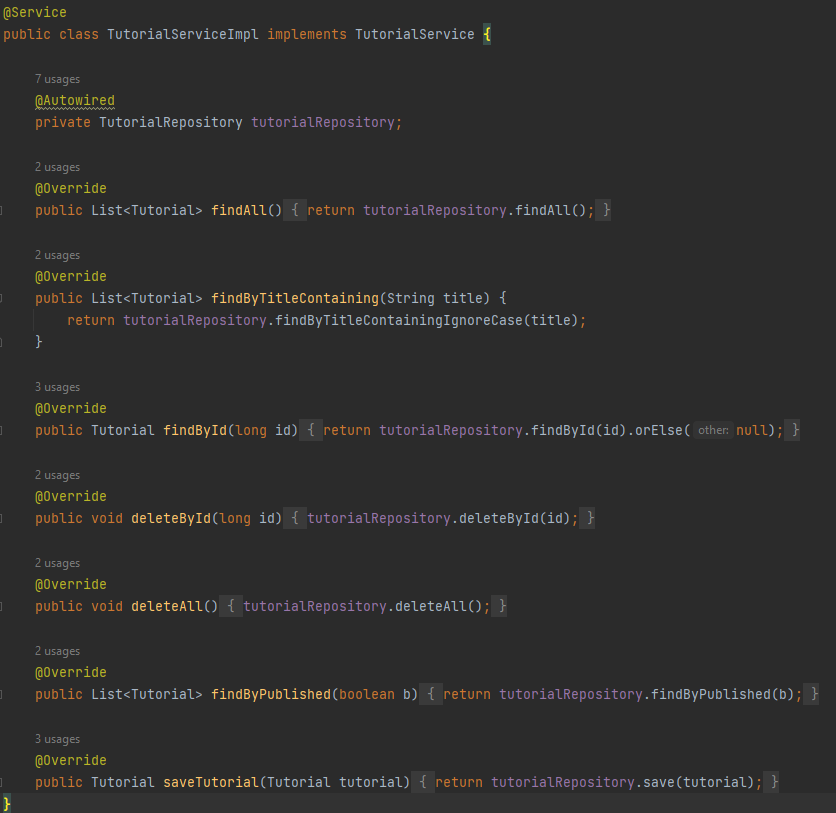 @Service
public class TutorialServiceImpl implements TutorialService {
7 usages
@Autowired
private TutorialRepository tutorialRepository;
2 usages
@Override
public List<Tutorial> findAll() { return tutorialRepository.findAll(); }
2 usages
@Override
public List<Tutorial> findByTitleContaining(String title) {
return tutorialRepository.findByTitleContainingIgnoreCase(title);
}
3 usages
@Override
public Tutorial findById(long id) { return tutorialRepository.findById(id).orElse( other: null); }
2 usages
@Override
public void deleteById(long id) { tutorialRepository.deleteById(id); }
2 usages
@Override
public void deleteAll() { tutorialRepository.deleteAll(); }
2 usages
@Override
public List<Tutorial> findByPublished(boolean b) { return tutorialRepository.findByPublished(b); }
3 usages
@Override
public Tutorial saveTutorial(Tutorial tutorial) { return tutorialRepository.save(tutorial); }
}